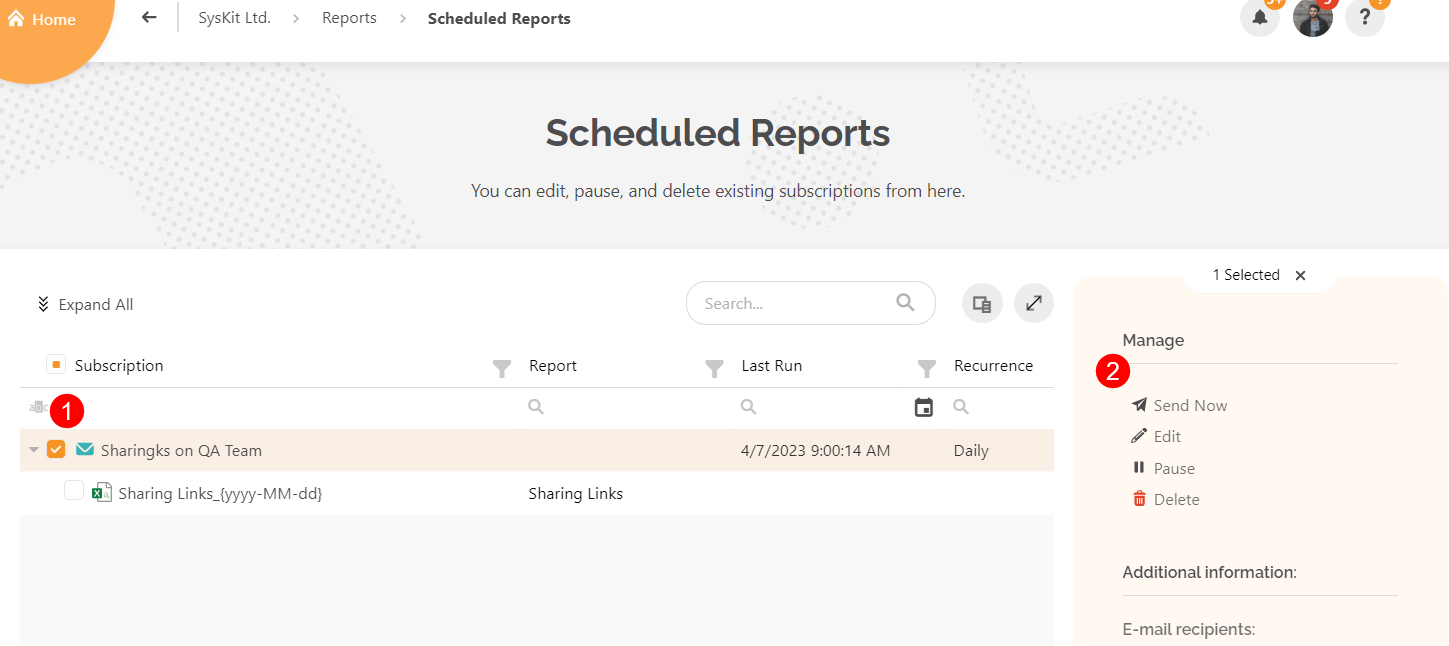 Home
SysKit Ltd. > Reports > Scheduled Reports
?
Scheduled Reports
You can edit, pause, and delete existing subscriptions from here.
1 Selected ×
Expand All
Search...
Manage
Subscription Report Last Run Recurrence
2
1
Send Now
Edit
Sharingks on QA Team 4/7/2023 9:00:14 AM Daily
Pause
Sharing Links_{yyyy-MM-dd} Sharing Links
Delete
Additional information:
E-mail recipients: